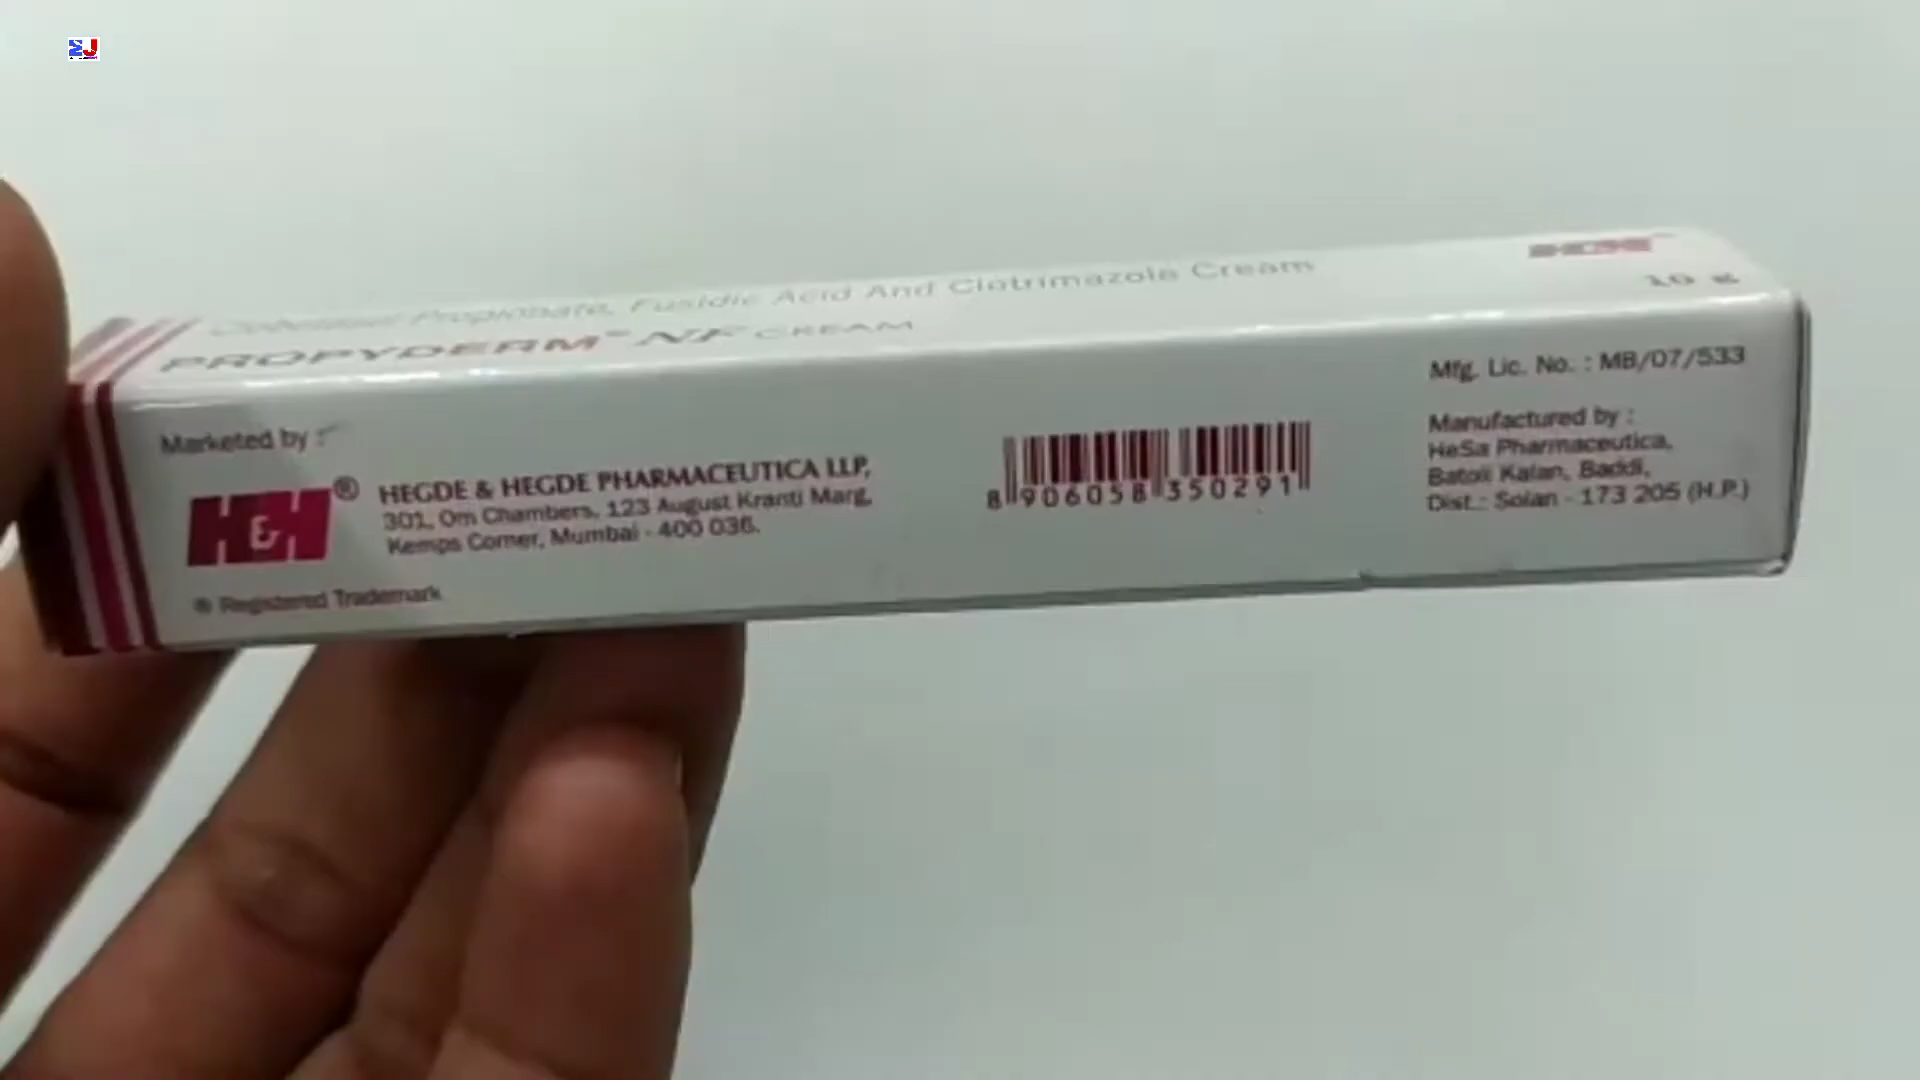 Clobetasol Propionate, Fusidic Acid And Clotrimazole Cream
PROPYDERM® NF CREAM
10 g
Marketed by :
H&H®
HEGDE & HEGDE PHARMACEUTICA LLP,
301, Om Chambers, 123 August Kranti Marg,
Kemps Corner, Mumbai - 400 036.
® Registered Trademark
8 906058 350291
Mfg. Lic. No. : MB/07/533
Manufactured by :
HeSa Pharmaceutica,
Batoli Kalan, Baddi,
Dist.: Solan - 173 205 (H.P.)